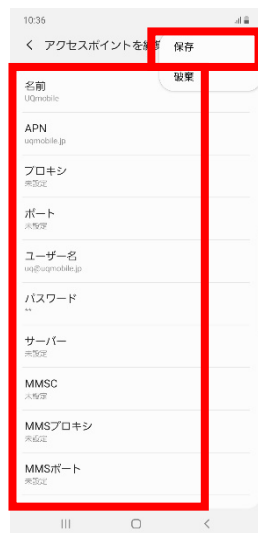 10:36
アクセスポイントを編
保存
破棄
名前
UQmobile
APN
uqmobile.jp
プロキシ
未設定
ポート
未設定
ユーザー名
uq@uqmobile.jp
パスワード
**
サーバー
未設定
MMSC
未設定
MMSプロキシ
未設定
MMSポート
未設定